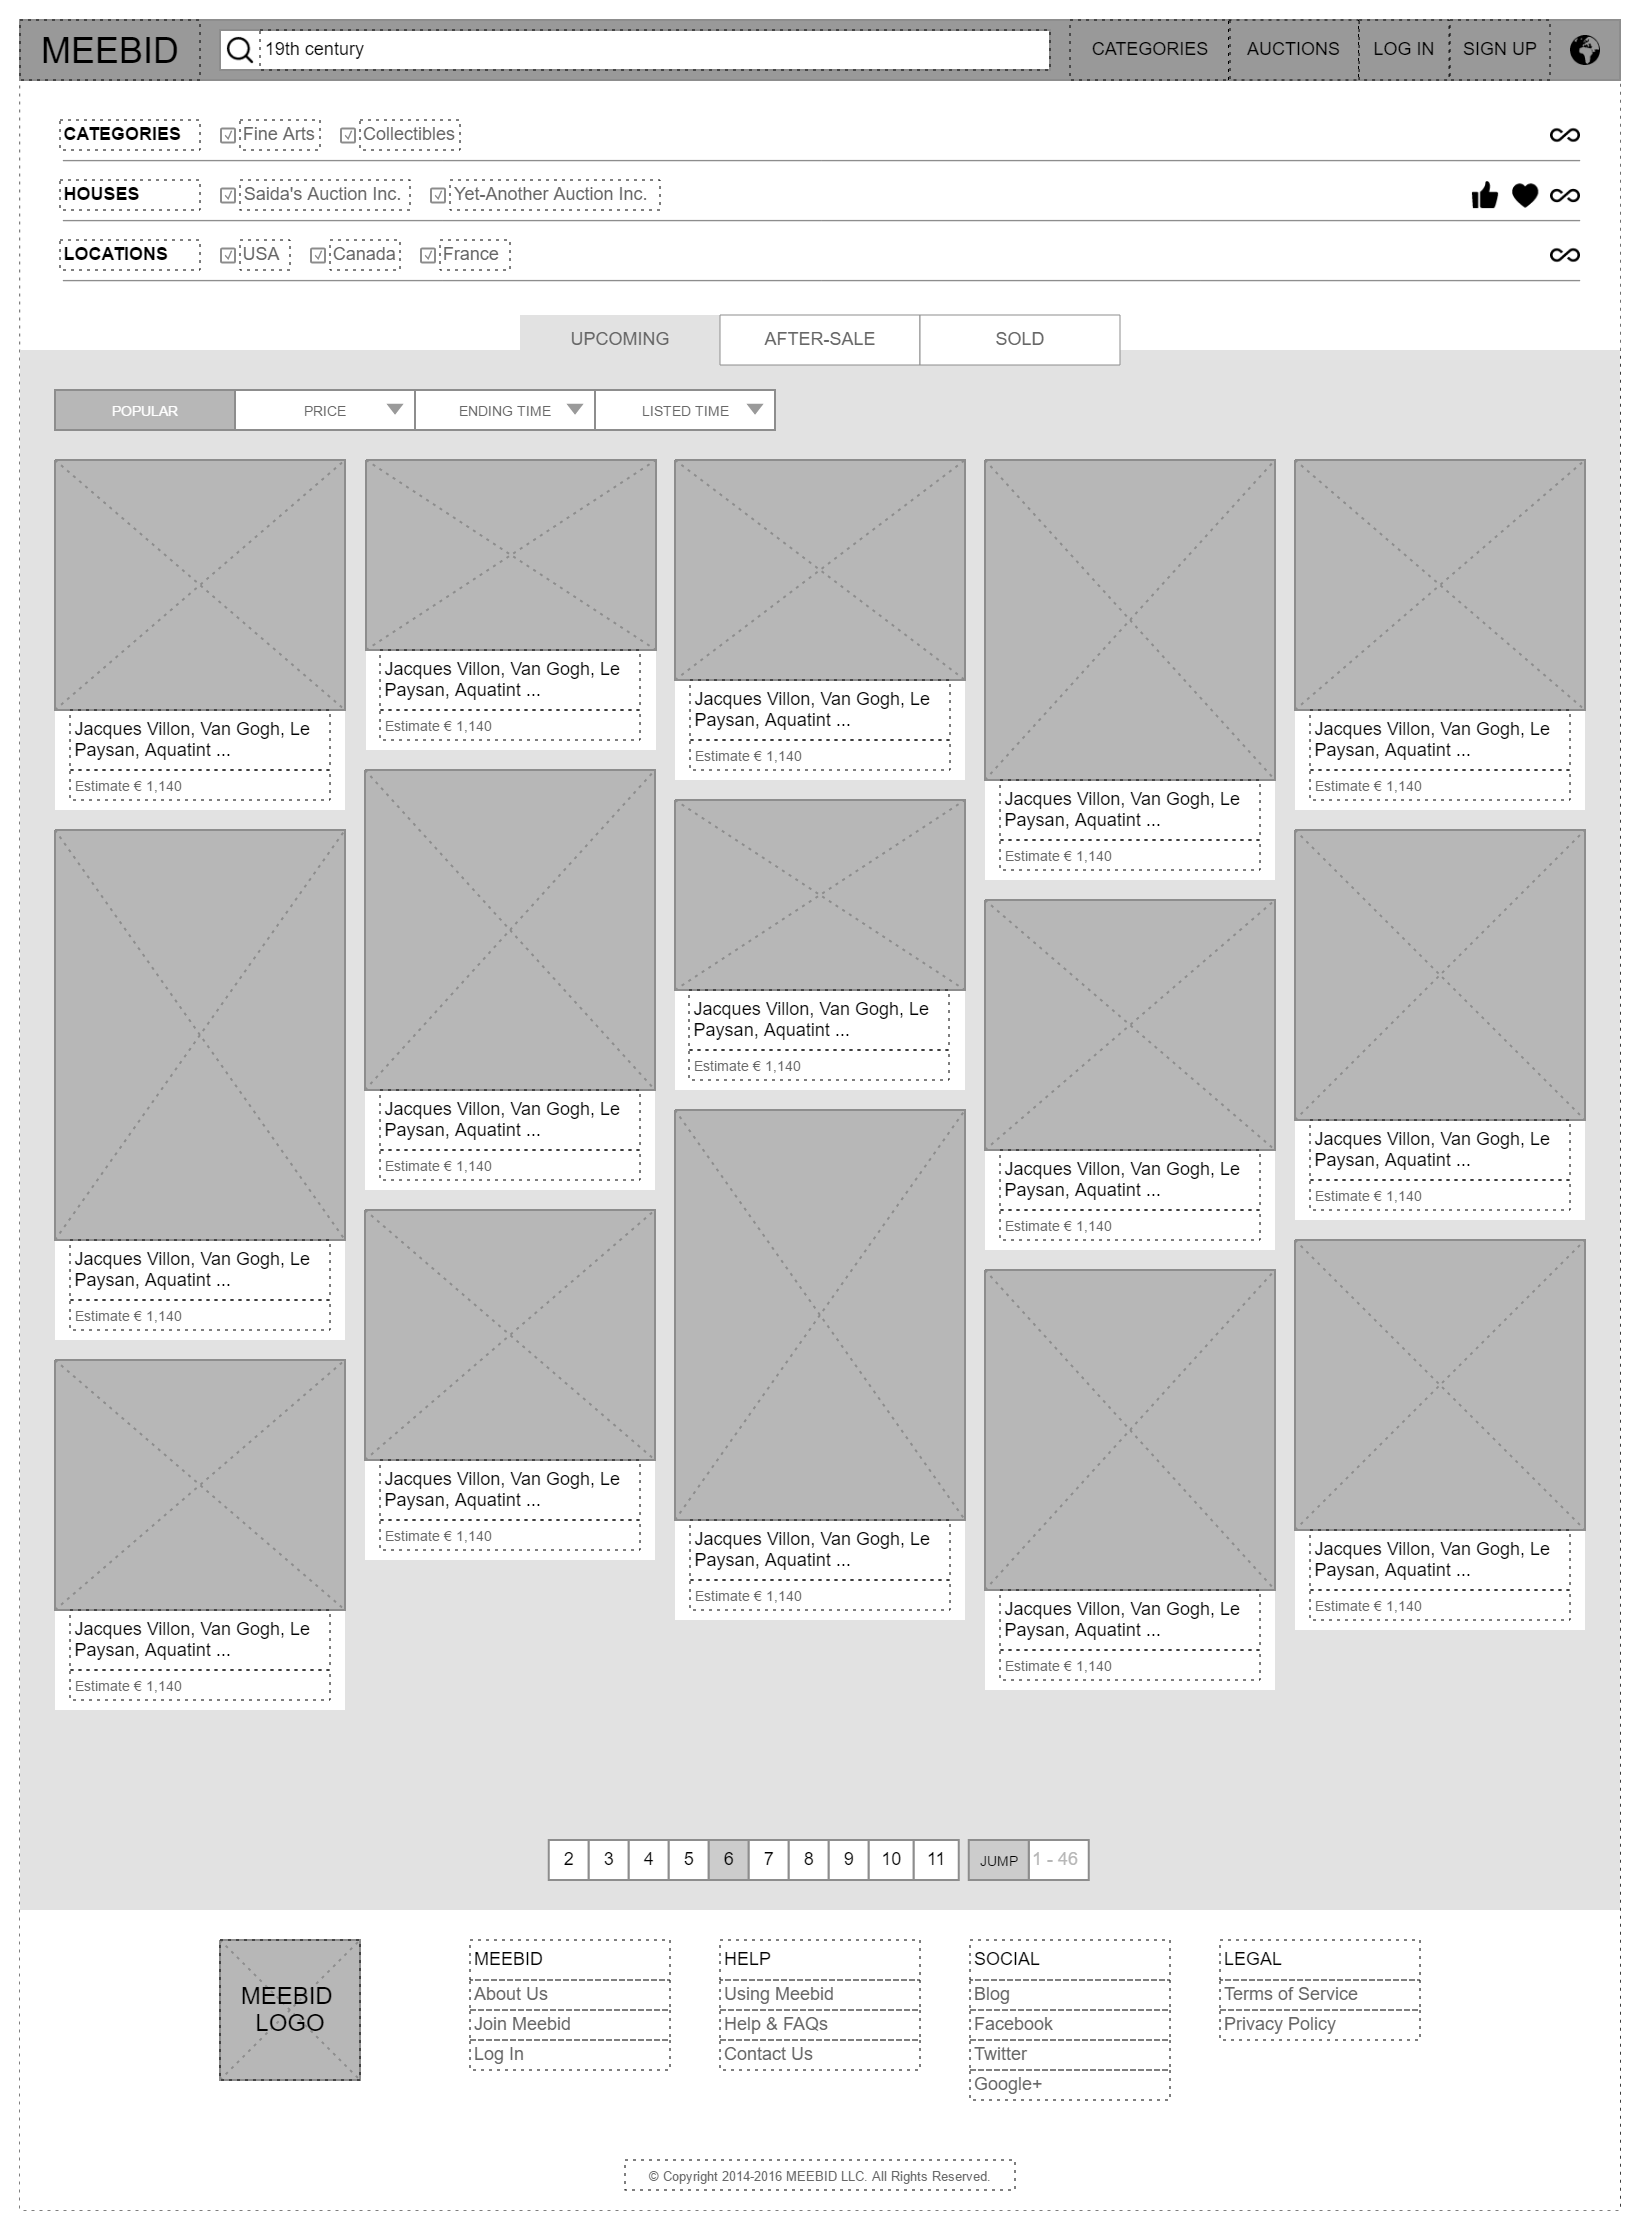 MEEBID
19th century
CATEGORIES
AUCTIONS
LOG IN
SIGN UP
CATEGORIES
Fine Arts
Collectibles
HOUSES
Saida's Auction Inc.
Yet-Another Auction Inc.
LOCATIONS
USA
Canada
France
UPCOMING
AFTER-SALE
SOLD
POPULAR
PRICE
ENDING TIME
LISTED TIME
Jacques Villon, Van Gogh, Le
Paysan, Aquatint ...
Estimate € 1,140
Jacques Villon, Van Gogh, Le
Paysan, Aquatint ...
Estimate € 1,140
Jacques Villon, Van Gogh, Le
Paysan, Aquatint ...
Estimate € 1,140
Jacques Villon, Van Gogh, Le
Paysan, Aquatint ...
Estimate € 1,140
Jacques Villon, Van Gogh, Le
Paysan, Aquatint ...
Estimate € 1,140
Jacques Villon, Van Gogh, Le
Paysan, Aquatint ...
Estimate € 1,140
Jacques Villon, Van Gogh, Le
Paysan, Aquatint ...
Estimate € 1,140
Jacques Villon, Van Gogh, Le
Paysan, Aquatint ...
Estimate € 1,140
Jacques Villon, Van Gogh, Le
Paysan, Aquatint ...
Estimate € 1,140
Jacques Villon, Van Gogh, Le
Paysan, Aquatint ...
Estimate € 1,140
Jacques Villon, Van Gogh, Le
Paysan, Aquatint ...
Estimate € 1,140
Jacques Villon, Van Gogh, Le
Paysan, Aquatint ...
Estimate € 1,140
Jacques Villon, Van Gogh, Le
Paysan, Aquatint ...
Estimate € 1,140
Jacques Villon, Van Gogh, Le
Paysan, Aquatint ...
Estimate € 1,140
Jacques Villon, Van Gogh, Le
Paysan, Aquatint ...
Estimate € 1,140
2 3 4 5 6 7 8 9 10 11 JUMP 1 - 46
MEEBID
LOGO
MEEBID
About Us
Join Meebid
Log In
HELP
Using Meebid
Help & FAQs
Contact Us
SOCIAL
Blog
Facebook
Twitter
Google+
LEGAL
Terms of Service
Privacy Policy
© Copyright 2014-2016 MEEBID LLC. All Rights Reserved.